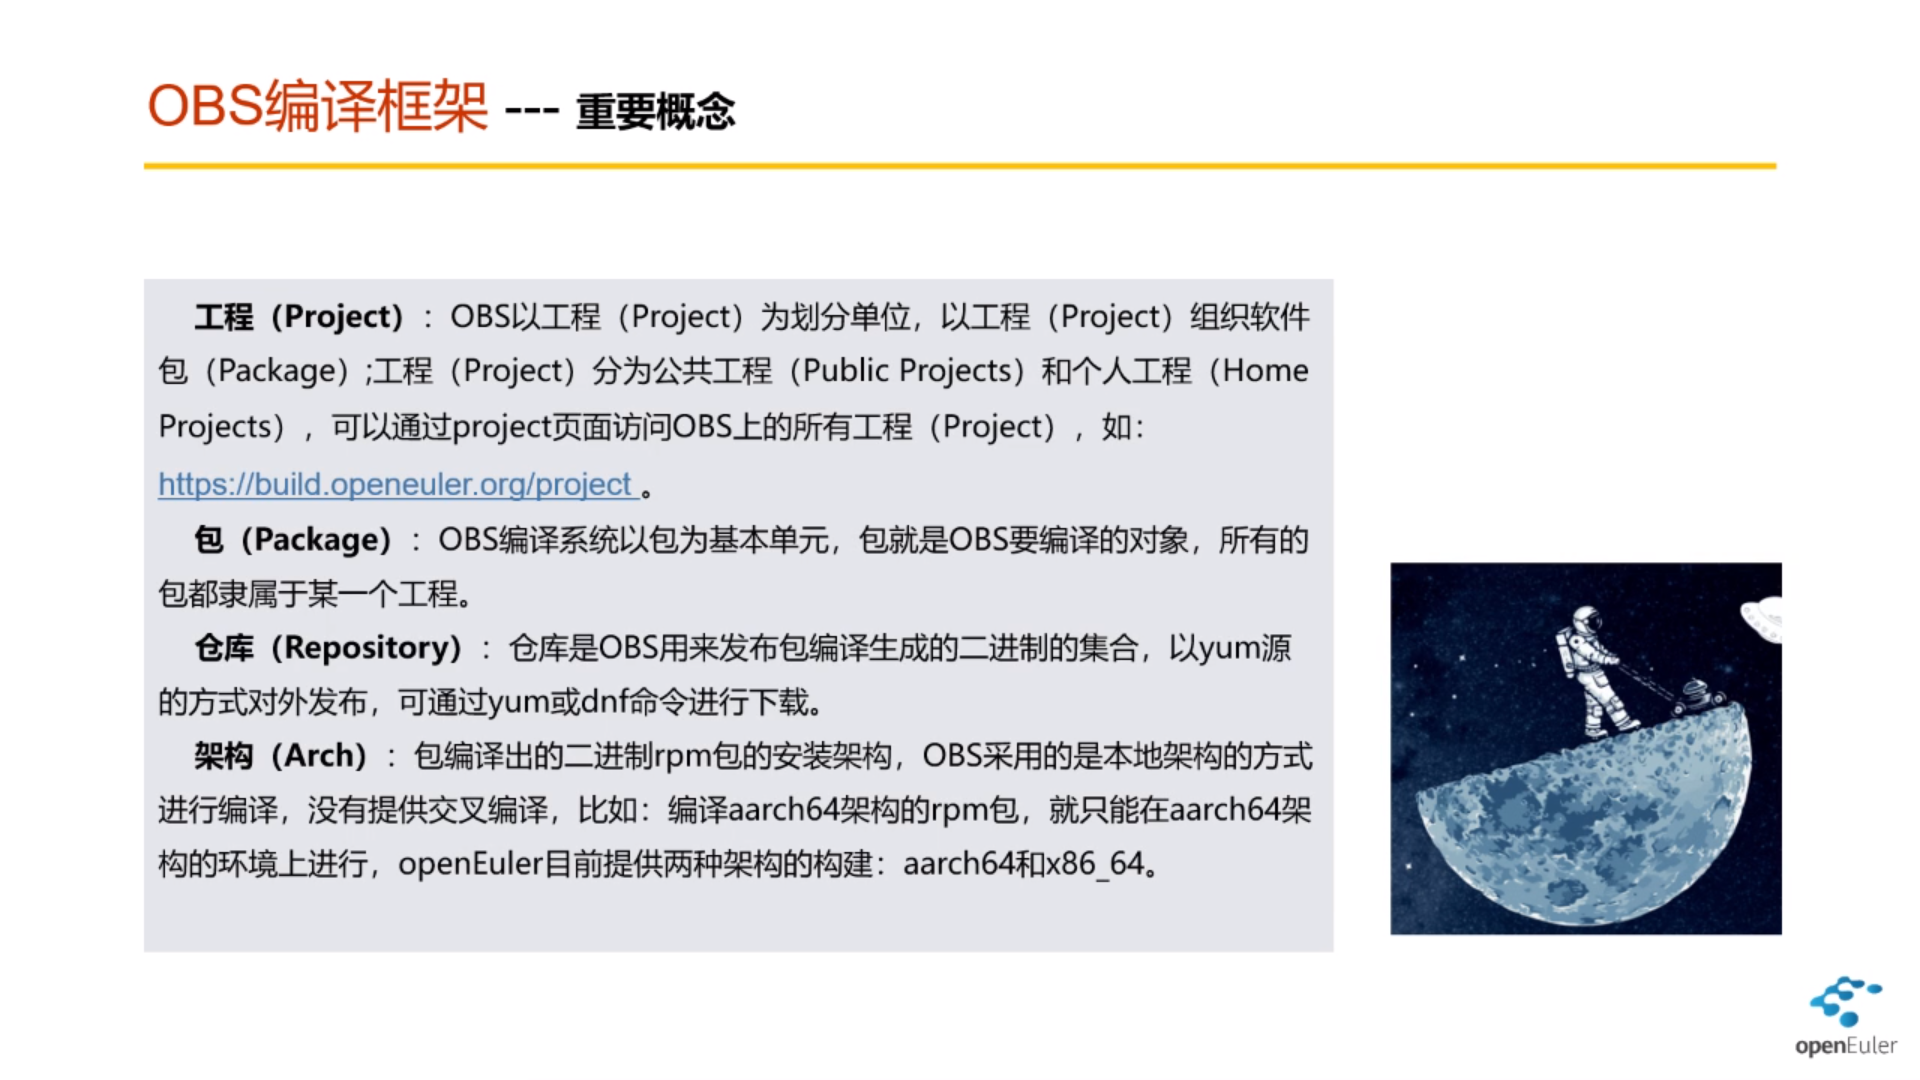 OBS编译框架 --- 重要概念
工程（Project）：OBS以工程（Project）为划分单位，以工程（Project）组织软件
包（Package）;工程（Project）分为公共工程（Public Projects）和个人工程（Home
Projects），可以通过project页面访问OBS上的所有工程（Project），如：
https://build.openeuler.org/project 。
包（Package）：OBS编译系统以包为基本单元，包就是OBS要编译的对象，所有的
包都隶属于某一个工程。
仓库（Repository）：仓库是OBS用来发布包编译生成的二进制的集合，以yum源
的方式对外发布，可通过yum或dnf命令进行下载。
架构（Arch）：包编译出的二进制rpm包的安装架构，OBS采用的是本地架构的方式
进行编译，没有提供交叉编译，比如：编译aarch64架构的rpm包，就只能在aarch64架
构的环境上进行，openEuler目前提供两种架构的构建：aarch64和x86_64。
openEuler